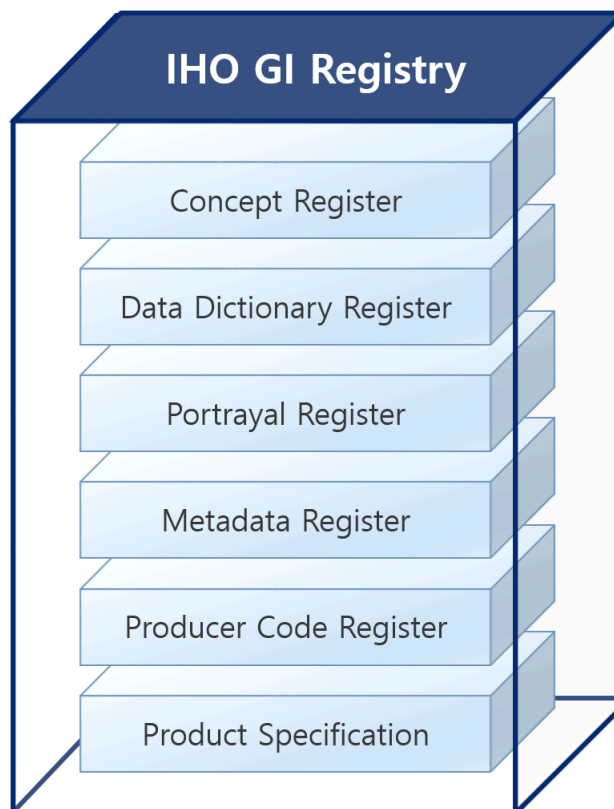 IHO GI Registry
Concept Register
Data Dictionary Register
Portrayal Register
Metadata Register
Producer Code Register
Product Specification